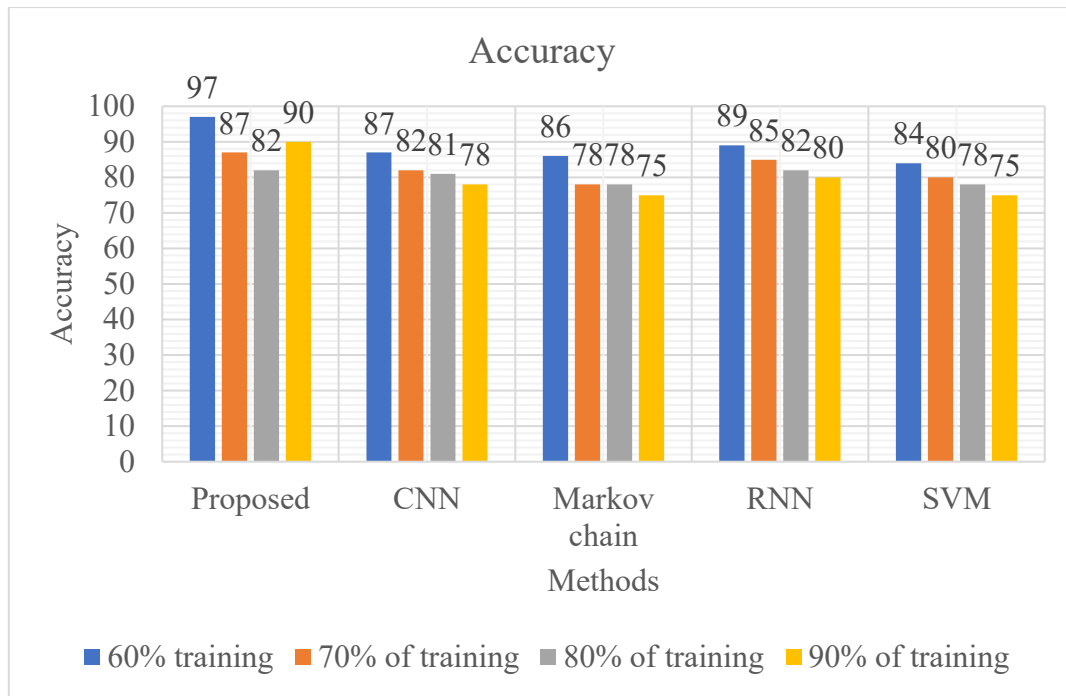 Accuracy
97 87 82 90 87 82 81 78 86 78 78 75 89 85 82 80 84 80 78 75
100
90
80
70
60
50
40
30
20
10
0
Accuracy
Proposed CNN Markov chain RNN SVM
Methods
60% training 70% of training 80% of training 90% of training